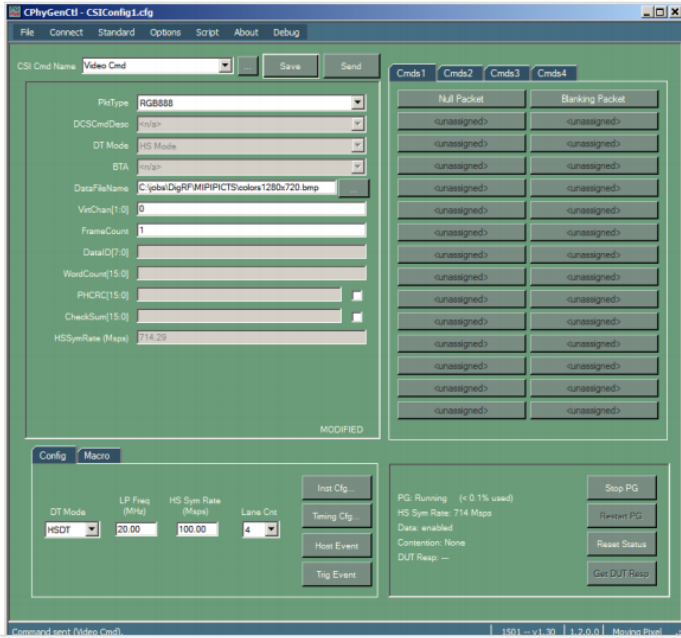 CPhyGenCtl - CSIConfig1.cfg
File Connect Standard Options Script About Debug
CSI Cmd Name Video Cmd ... Save Send
PktType RGB888
DCSCmdDesc <n/a>
DT Mode HS Mode
BTA <n/a>
DataFileName C:\jobs\DigRF\MIPIPICTS\colors1280x720.bmp ...
VirtChan[1:0] 0
FrameCount 1
DataID[7:0]
WordCount[15:0]
PHCRC[15:0]
CheckSum[15:0]
HSSymRate (Msps) 714.29
MODIFIED
Cmds1 Cmds2 Cmds3 Cmds4
Null Packet Blanking Packet
<unassigned> <unassigned>
<unassigned> <unassigned>
<unassigned> <unassigned>
<unassigned> <unassigned>
<unassigned> <unassigned>
<unassigned> <unassigned>
<unassigned> <unassigned>
<unassigned> <unassigned>
<unassigned> <unassigned>
<unassigned> <unassigned>
<unassigned> <unassigned>
<unassigned> <unassigned>
<unassigned> <unassigned>
<unassigned> <unassigned>
Config Macro
DT Mode
HSDT
LP Freq
(MHz)
20.00
HS Sym Rate
(Msps)
100.00
Lane Cnt
4
Inst Cfg...
Timing Cfg...
Host Event
Trig Event
PG: Running (< 0.1% used)
HS Sym Rate: 714 Msps
Data: enabled
Contention: None
DUT Resp: ---
Stop PG
Restart PG
Reset Status
Get DUT Resp
Command sent (Video Cmd).
1S01 -- v1.30 1.2.0.0 Moving Pixel